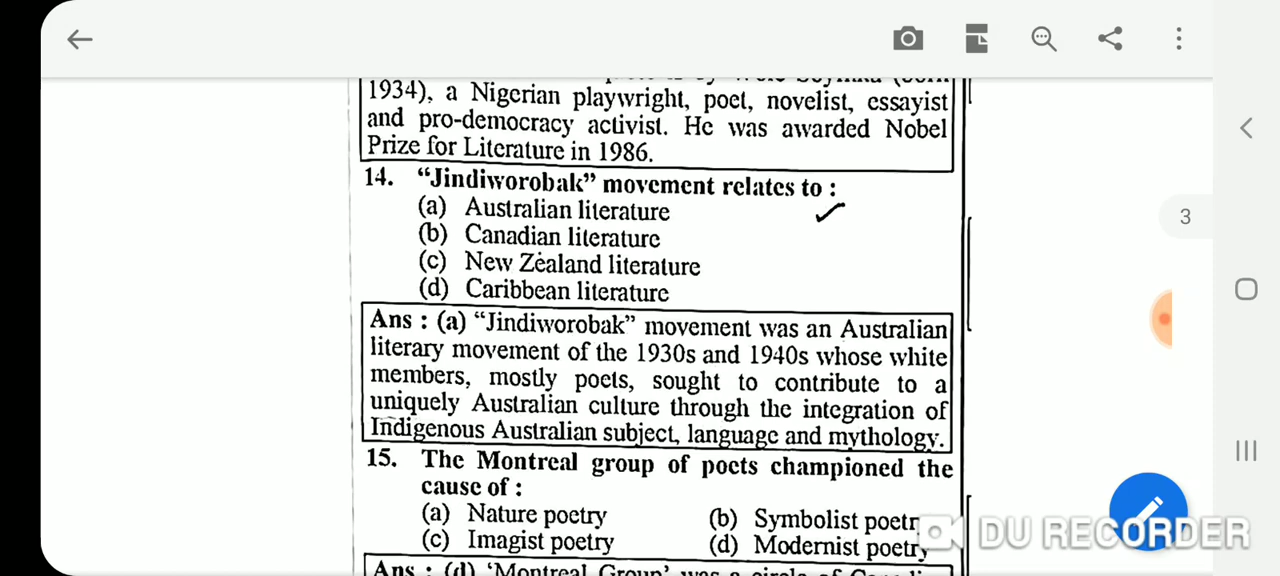 1934), a Nigerian playwright, poet, novelist, essayist
and pro-democracy activist. He was awarded Nobel
Prize for Literature in 1986.
14. “Jindiworobak” movement relates to :
(a) Australian literature
(b) Canadian literature
(c) New Zealand literature
(d) Caribbean literature
Ans : (a) “Jindiworobak” movement was an Australian
literary movement of the 1930s and 1940s whose white
members, mostly poets, sought to contribute to a
uniquely Australian culture through the integration of
Indigenous Australian subject, language and mythology.
15. The Montreal group of poets championed the
cause of :
(a) Nature poetry (b) Symbolist poetr
(c) Imagist poetry (d) Modernist poetry
Ans : (d) ‘Montreal Group’ was a circle of
3
DU RECORDER